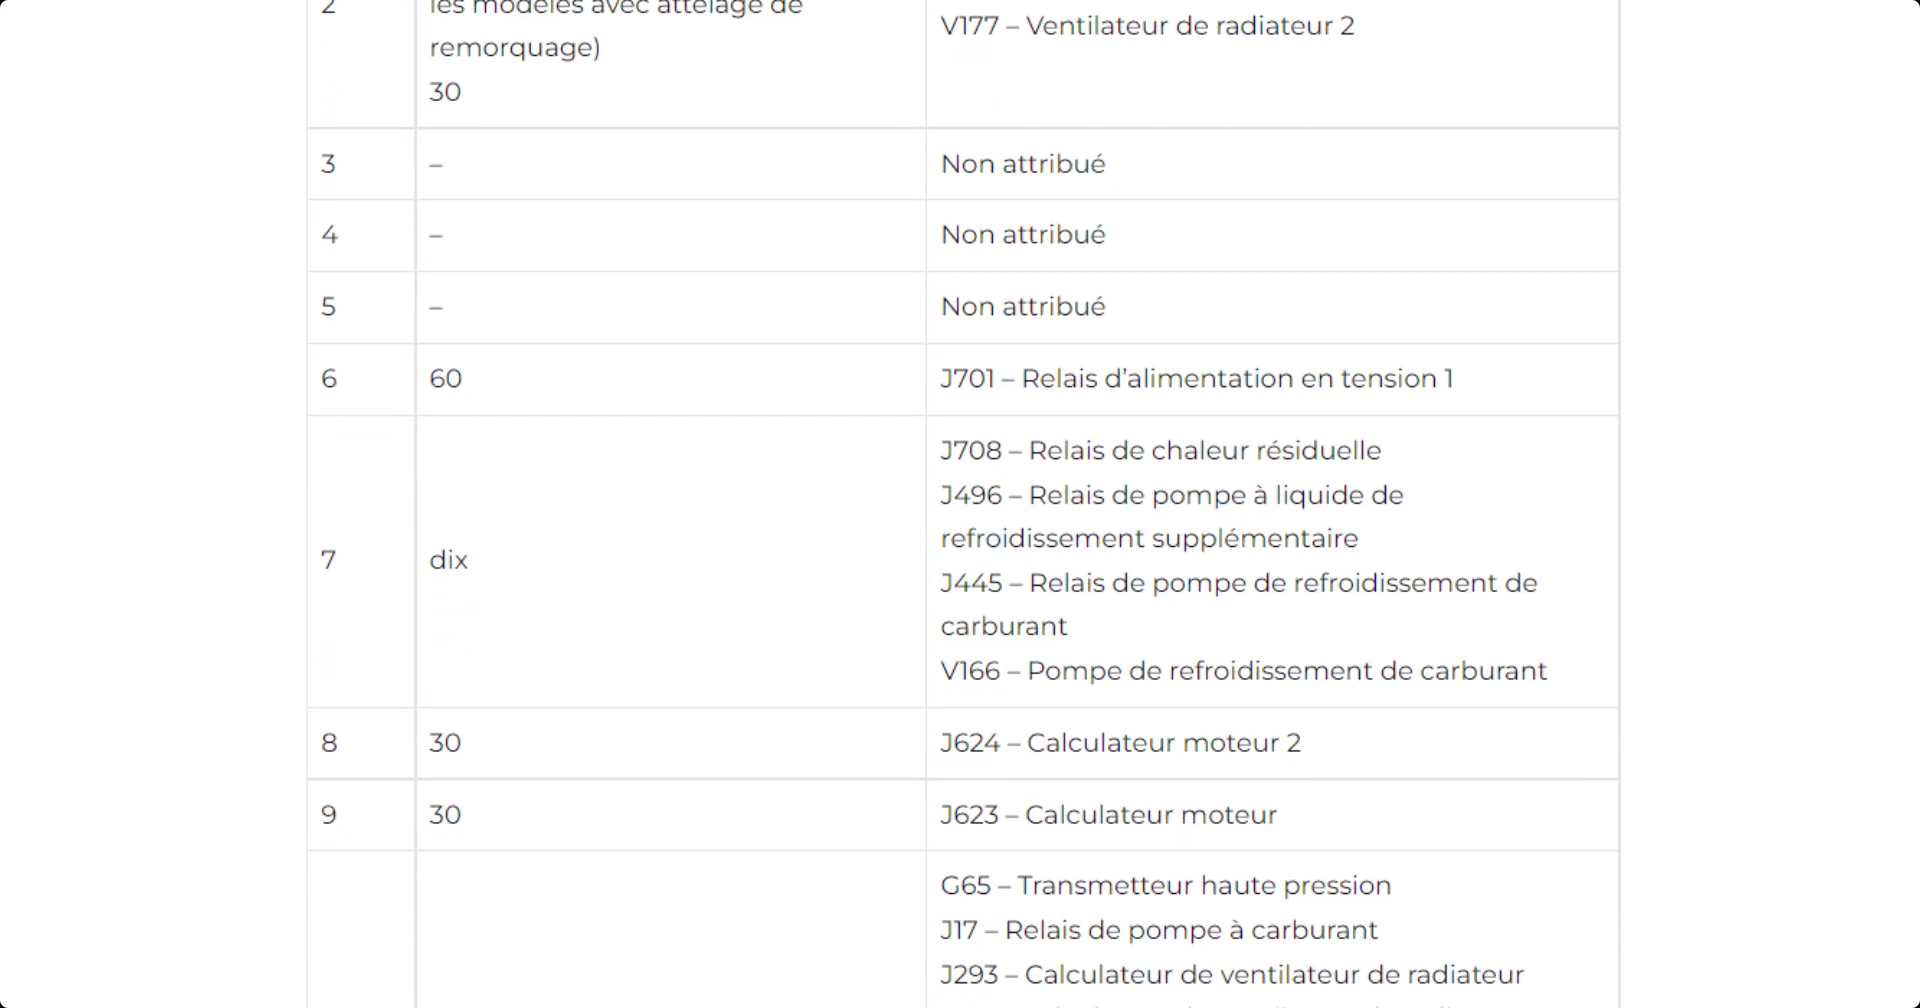 2
les modèles avec attelage de
remorquage)
30
V177 – Ventilateur de radiateur 2
3
–
Non attribué
4
–
Non attribué
5
–
Non attribué
6
60
J701 – Relais d’alimentation en tension 1
7
dix
J708 – Relais de chaleur résiduelle
J496 – Relais de pompe à liquide de
refroidissement supplémentaire
J445 – Relais de pompe de refroidissement de
carburant
V166 – Pompe de refroidissement de carburant
8
30
J624 – Calculateur moteur 2
9
30
J623 – Calculateur moteur
G65 – Transmetteur haute pression
J17 – Relais de pompe à carburant
J293 – Calculateur de ventilateur de radiateur